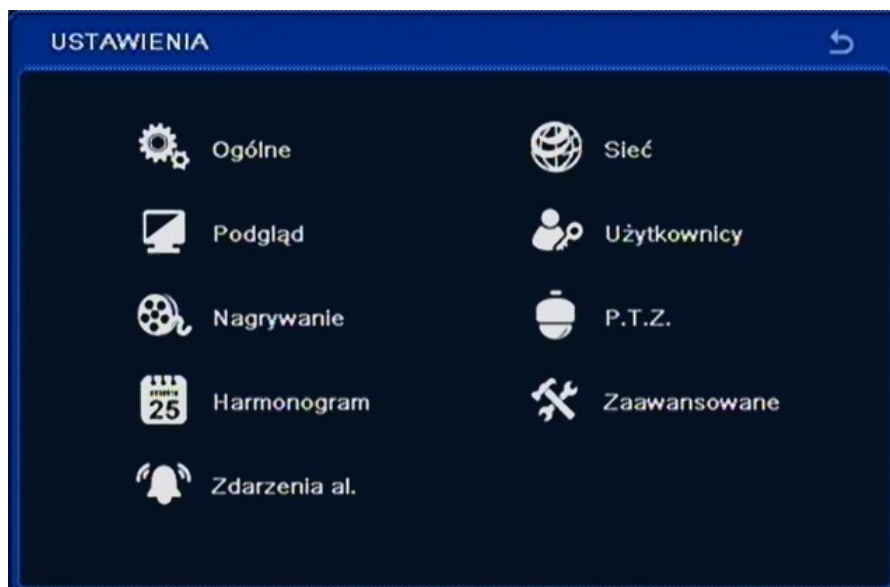 USTAWIENIA
Ogólne
Sieć
Podgląd
Użytkownicy
Nagrywanie
P.T.Z.
25
Harmonogram
Zaawansowane
Zdarzenia al.